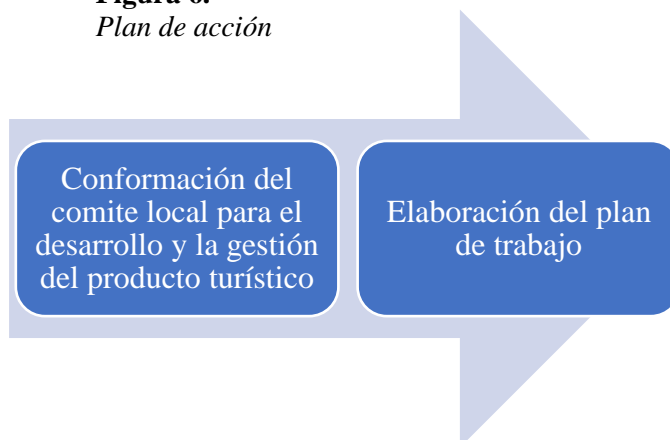 Figura 6.
Plan de acción
Conformación del
comite local para el
desarrollo y la gestión
del producto turístico
Elaboración del plan
de trabajo